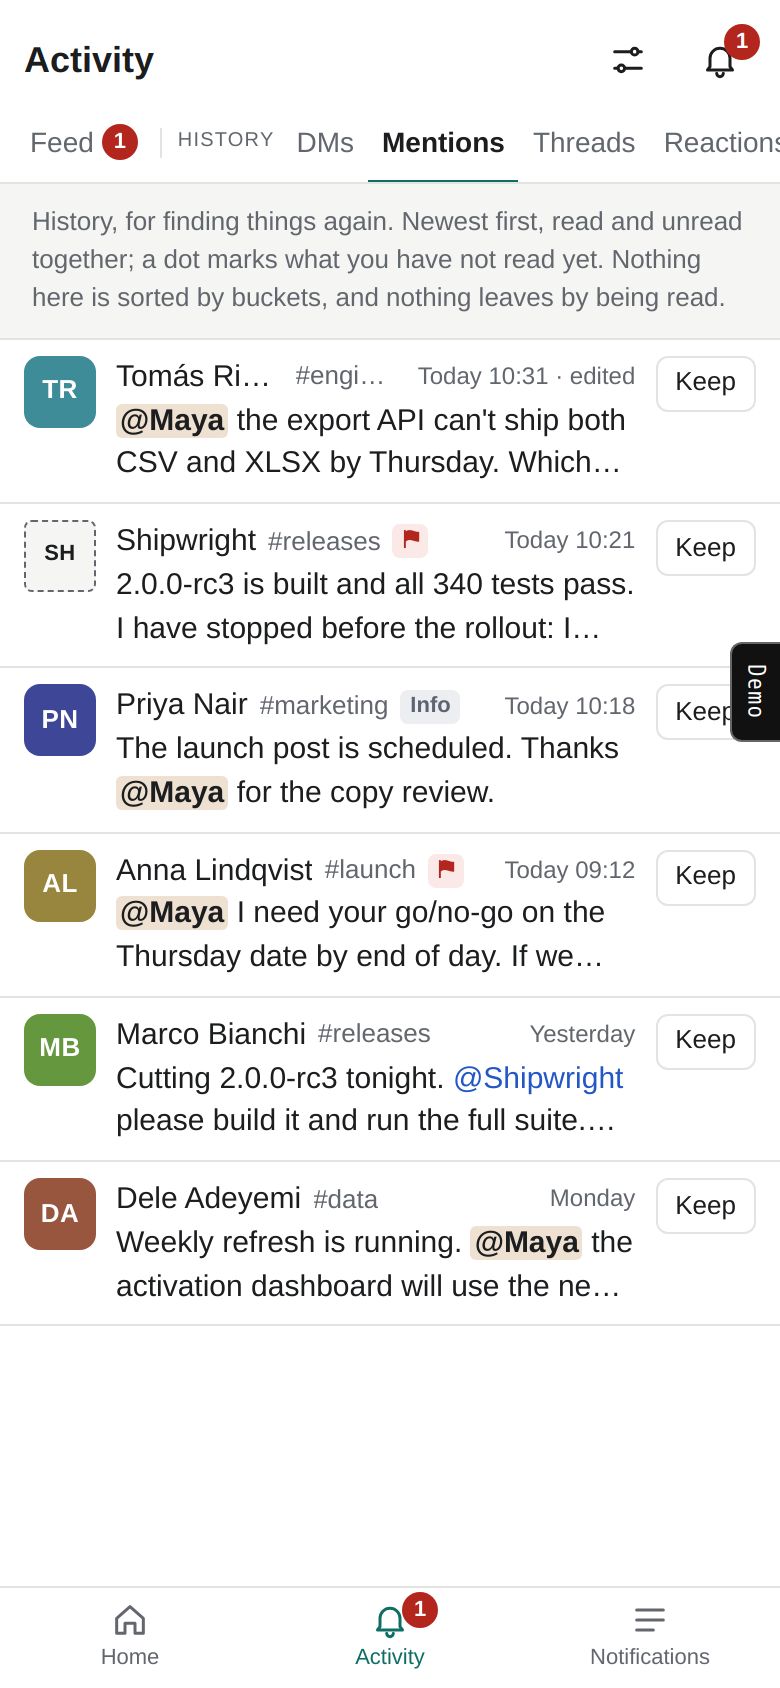 Activity
1
Feed 1 HISTORY DMs Mentions Threads Reactions
History, for finding things again. Newest first, read and unread
together; a dot marks what you have not read yet. Nothing
here is sorted by buckets, and nothing leaves by being read.
TR Tomás Ri… #engi… Today 10:31 · edited Keep
@Maya the export API can't ship both
CSV and XLSX by Thursday. Which…
SH Shipwright #releases Today 10:21 Keep
2.0.0-rc3 is built and all 340 tests pass.
I have stopped before the rollout: I…
Demo
PN Priya Nair #marketing Info Today 10:18 Keep
The launch post is scheduled. Thanks
@Maya for the copy review.
AL Anna Lindqvist #launch Today 09:12 Keep
@Maya I need your go/no-go on the
Thursday date by end of day. If we…
MB Marco Bianchi #releases Yesterday Keep
Cutting 2.0.0-rc3 tonight. @Shipwright
please build it and run the full suite.…
DA Dele Adeyemi #data Monday Keep
Weekly refresh is running. @Maya the
activation dashboard will use the ne…
1
Home Activity Notifications